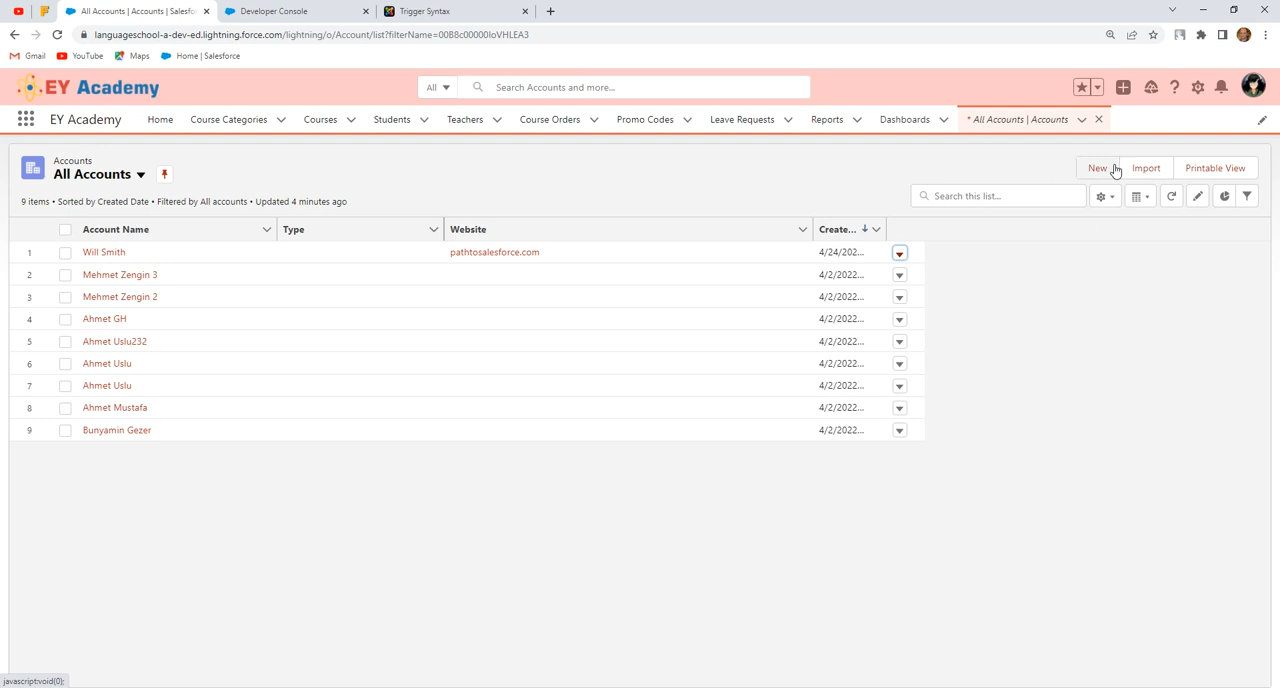 All Accounts | Accounts | Salesfo
Developer Console
Trigger Syntax
languageschool-a-dev-ed.lightning.force.com/lightning/o/Account/list?filterName=00B8c00000IoVHLEA3
Gmail YouTube Maps Home | Salesforce
EY Academy
All Search Accounts and more...
EY Academy Home Course Categories Courses Students Teachers Course Orders Promo Codes Leave Requests Reports Dashboards * All Accounts | Accounts
Accounts
All Accounts
New Import Printable View
9 items • Sorted by Created Date • Filtered by All accounts • Updated 4 minutes ago
Search this list...
Account Name Type Website Create...
1 Will Smith pathtosalesforce.com 4/24/202...
2 Mehmet Zengin 3 4/2/2022...
3 Mehmet Zengin 2 4/2/2022...
4 Ahmet GH 4/2/2022...
5 Ahmet Uslu232 4/2/2022...
6 Ahmet Uslu 4/2/2022...
7 Ahmet Uslu 4/2/2022...
8 Ahmet Mustafa 4/2/2022...
9 Bunyamin Gezer 4/2/2022...
javascript:void(0);